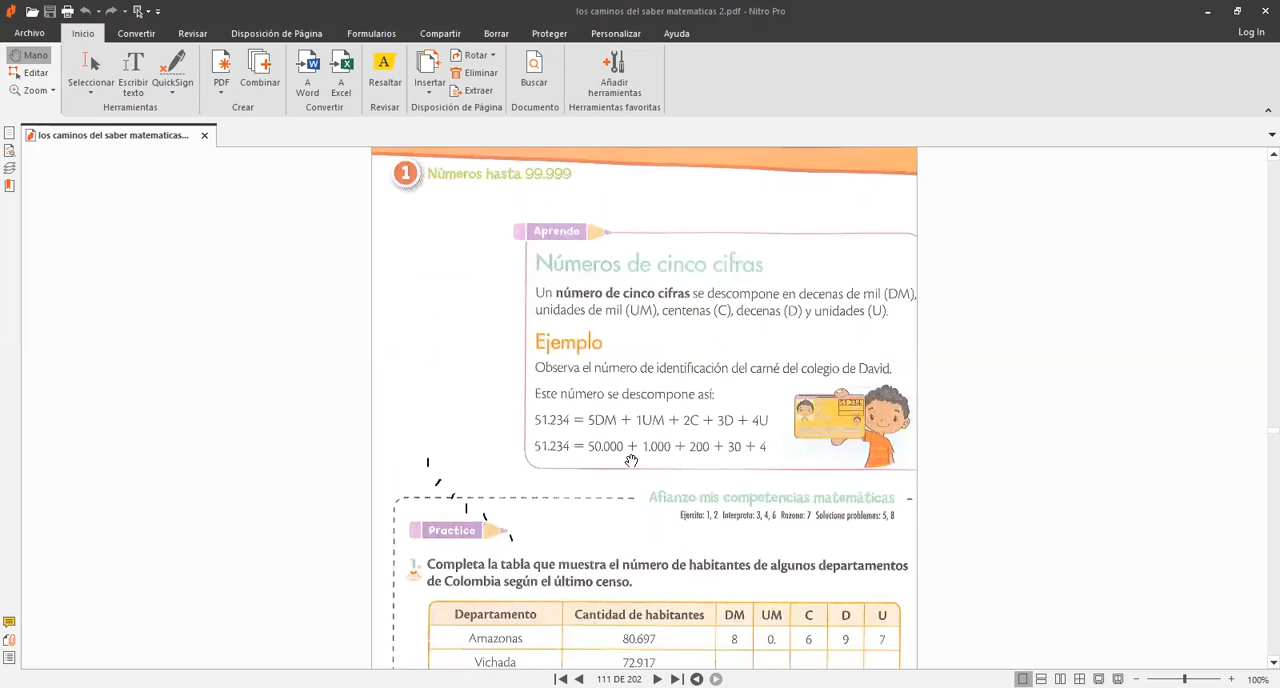 los caminos del saber matematicas 2.pdf - Nitro Pro
Archivo Inicio Convertir Revisar Disposición de Página Formularios Compartir Borrar Proteger Personalizar Ayuda Log In
Mano
Editar
Zoom
Seleccionar
Escribir texto
QuickSign
Herramientas
PDF
Combinar
Crear
A Word
A Excel
Convertir
Resaltar
Revisar
Insertar
Rotar
Eliminar
Extraer
Disposición de Página
Buscar
Documento
Añadir herramientas
Herramientas favoritas
los caminos del saber matematicas...
1 Números hasta 99.999
Aprendo
Números de cinco cifras
Un número de cinco cifras se descompone en decenas de mil (DM),
unidades de mil (UM), centenas (C), decenas (D) y unidades (U).
Ejemplo
Observa el número de identificación del carné del colegio de David.
Este número se descompone así:
51.234 = 5DM + 1UM + 2C + 3D + 4U
51.234 = 50.000 + 1.000 + 200 + 30 + 4
51.234
Afianzo mis competencias matemáticas
Ejercita: 1, 2 Interpreta: 3, 4, 6 Razona: 7 Soluciona problemas: 5, 8
Practico
1. Completa la tabla que muestra el número de habitantes de algunos departamentos
de Colombia según el último censo.
Departamento Cantidad de habitantes DM UM C D U
Amazonas 80.697 8 0. 6 9 7
Vichada 72.917
111 DE 202
100%